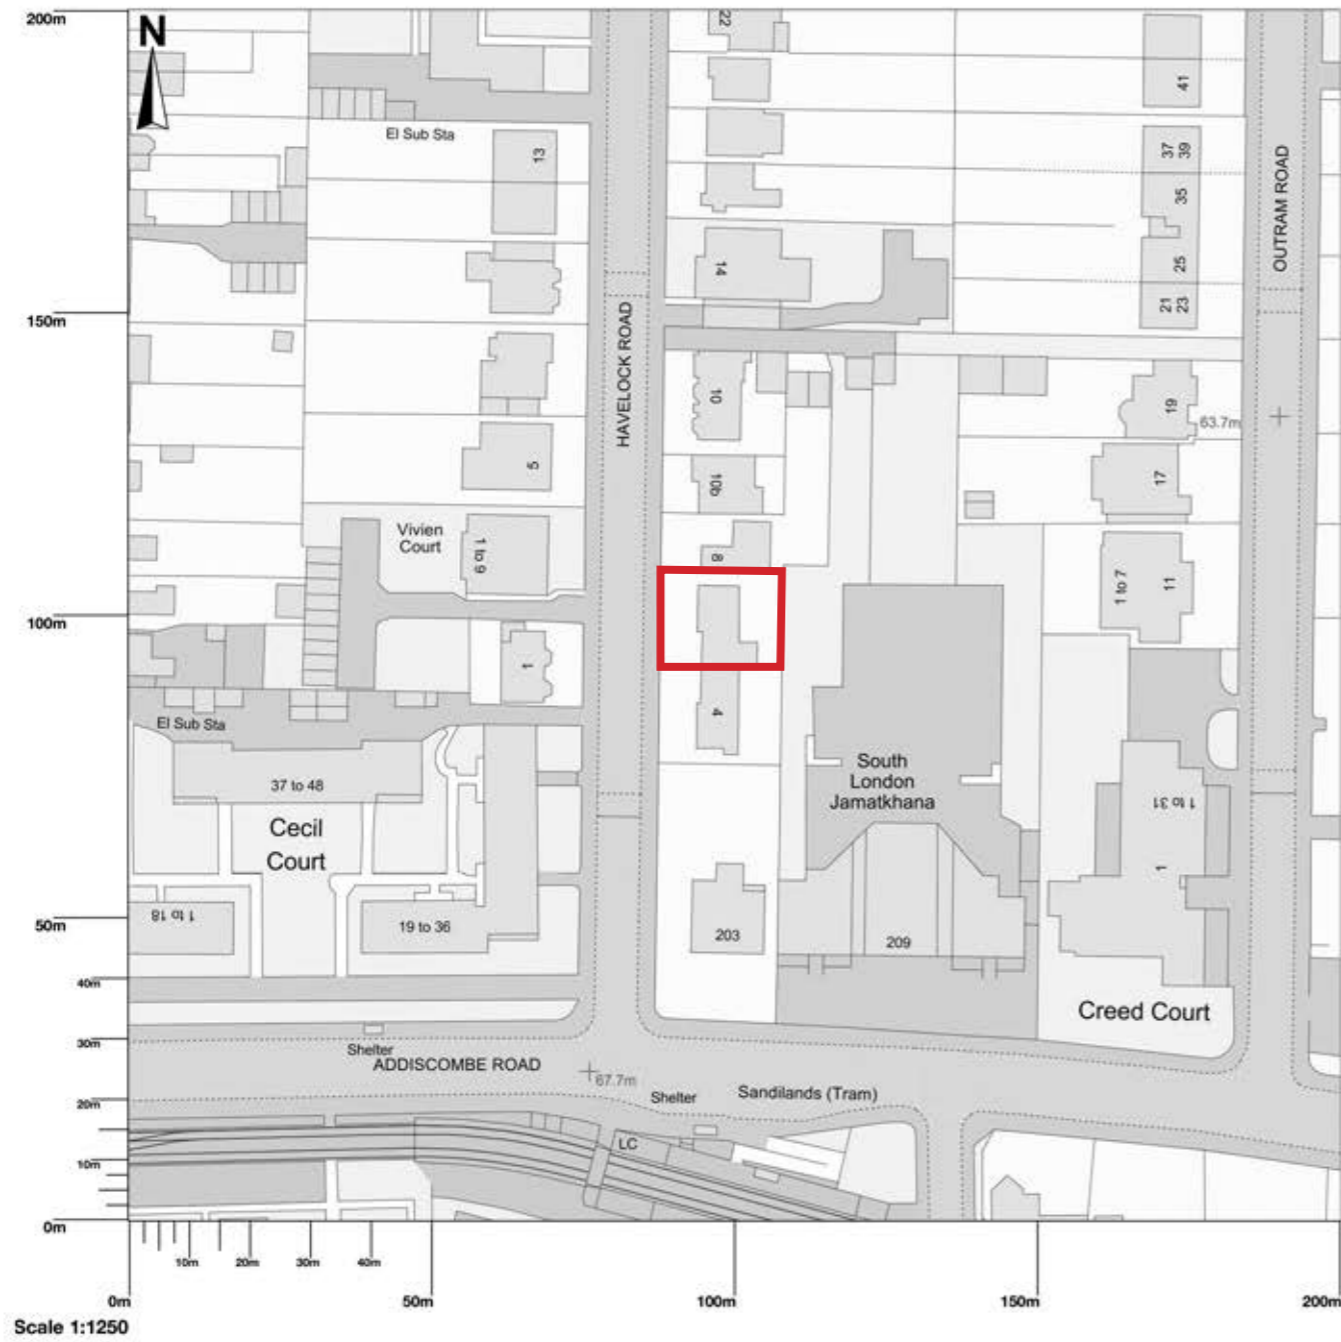 200m
N
22
41
El Sub Sta
13
37
39
35
OUTRAM ROAD
14
25
21
23
150m
HAVELOCK ROAD
10
19
63.7m
5
10b
17
Vivien
Court
1 to 9
8
1 to 7
11
100m
1
4
El Sub Sta
South
London
Jamatkhana
37 to 48
1 to 31
Cecil
Court
1
50m
1 to 18
19 to 36
203
209
40m
Creed Court
30m
Shelter
ADDISCOMBE ROAD
67.7m
Shelter
Sandilands (Tram)
20m
LC
10m
0m
10m
20m
30m
40m
0m
50m
100m
150m
200m
Scale 1:1250